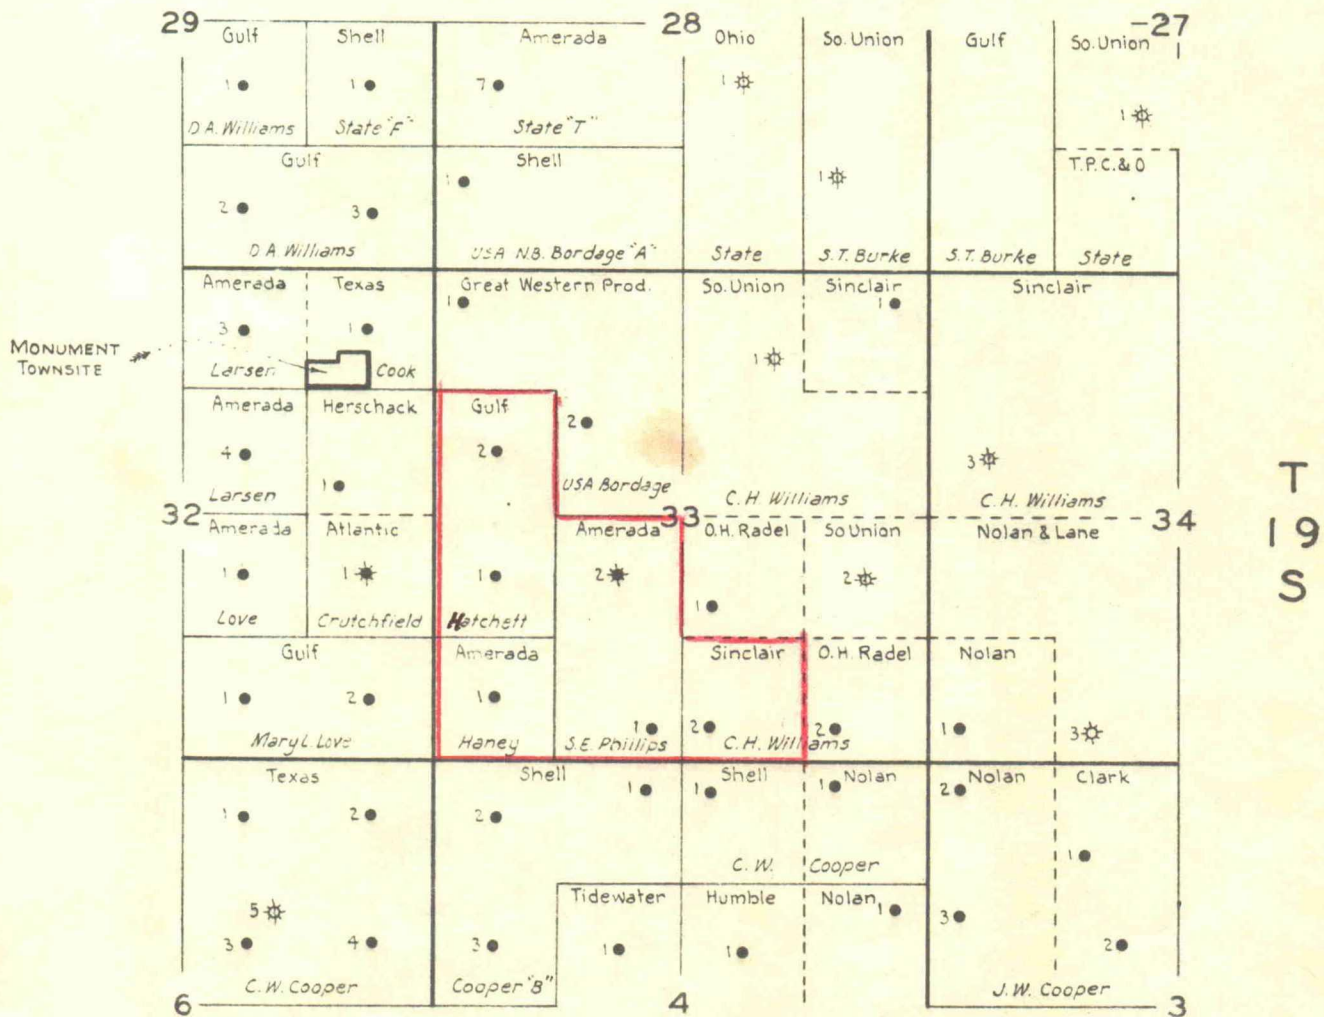 29 28 27
Gulf Shell Amerada Ohio So. Union Gulf So. Union
1 1 7 1
1
D.A. Williams State "F" State "T"
Gulf Shell T.P.C. & O
1 1
2 3
D.A. Williams USA N.B. Bordage "A" State S.T. Burke S.T. Burke State
Amerada Texas Great Western Prod. So. Union Sinclair Sinclair
1 1
3 1
MONUMENT
TOWNSITE
1
Larsen Cook
Amerada Herschack Gulf
2
4 2 3
1
Larsen USA Bordage C.H. Williams C.H. Williams
32 33 34
Amerada Atlantic Amerada O.H. Radel So Union Nolan & Lane
1 1 1 2 2
1
Love Crutchfield Hatchett
Gulf Amerada Sinclair O.H. Radel Nolan
1 2 1
1 2 2 1 3
Mary L. Love Haney S.E. Phillips C.H. Williams
Texas Shell Shell Nolan Nolan Clark
1 1 1 2
1 2 2
1
C.W. Cooper
Tidewater Humble Nolan
5 1 3
3 4 3 1 1 2
C.W. Cooper Cooper "B" J.W. Cooper
6 4 3
T
19
S